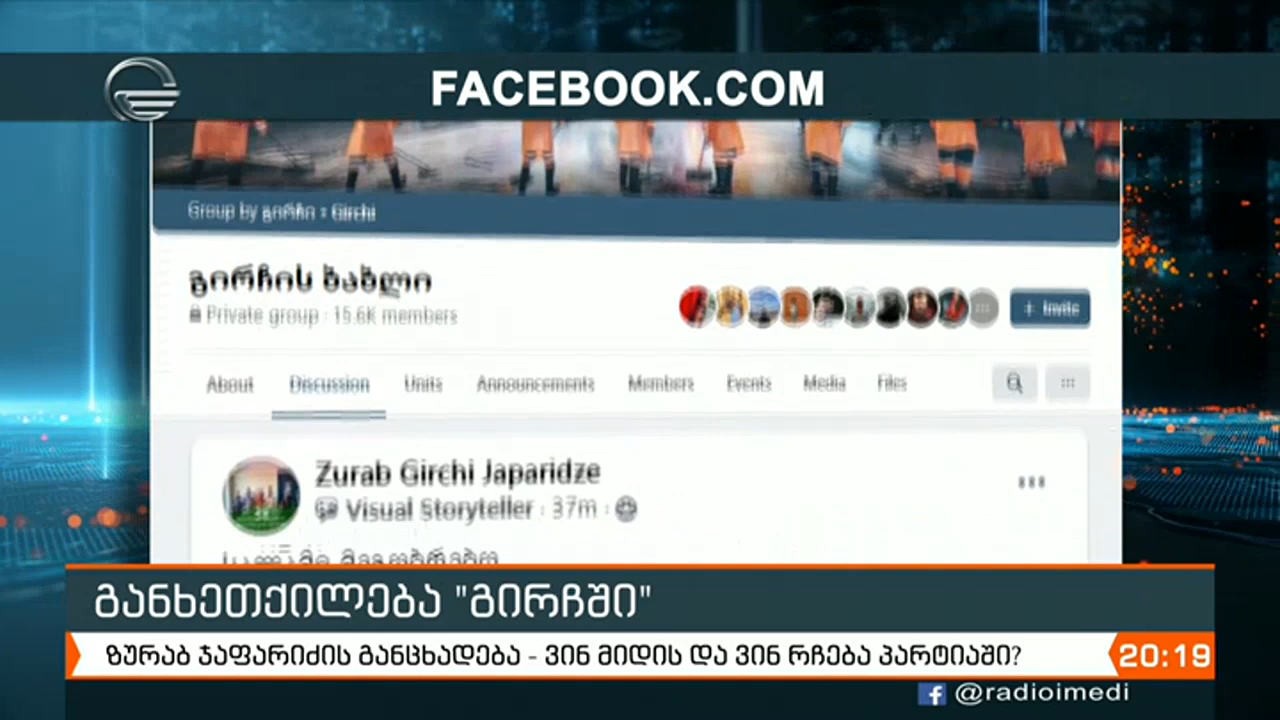 FACEBOOK.COM
Group by გირჩი - Girchi
გირჩის ხახლი
Private group · 15.6K members
+ Invite
About Discussion Units Announcements Members Events Media Files
Zurab Girchi Japaridze
Visual Storyteller · 37m ·
სალამი მეგობრებო
განხეთქილება "გირჩში"
ზურაბ ჯაფარიძის განცხადება - ვინ მიდის და ვინ რჩება პარტიაში?
20:19
@radioimedi